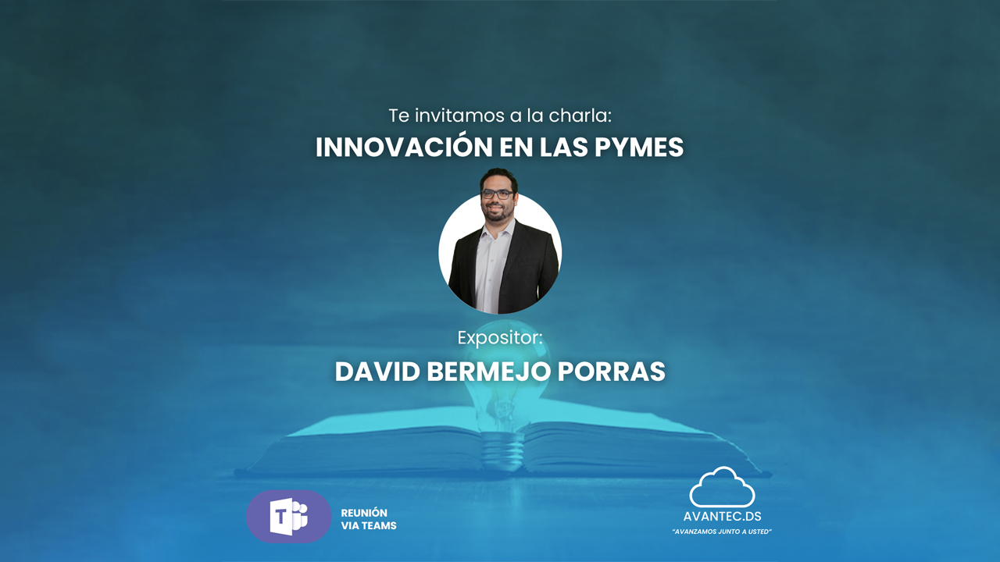 Te invitamos a la charla:
INNOVACIÓN EN LAS PYMES
Expositor:
DAVID BERMEJO PORRAS
T
REUNIÓN
VIA TEAMS
AVANTEC.DS
“AVANZAMOS JUNTO A USTED”